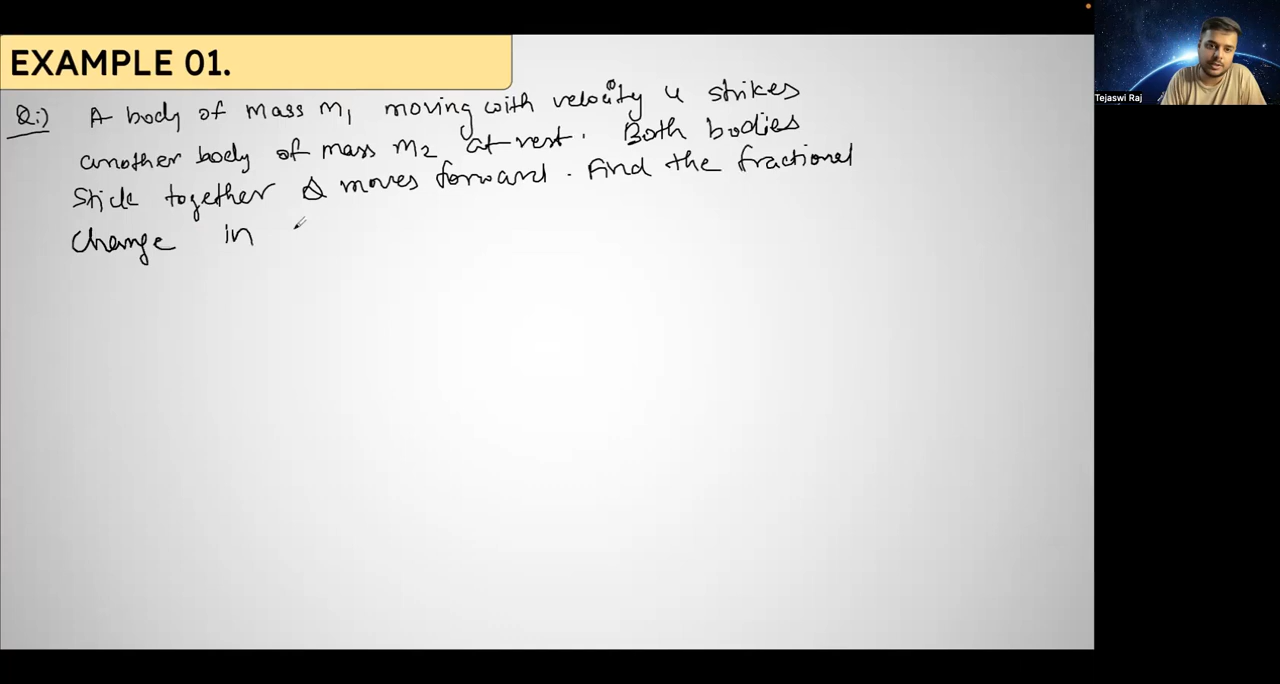 EXAMPLE 01.
Q:) A body of mass m1 moving with velocity u strikes
another body of mass m2 at rest. Both bodies
stick together & moves forward. Find the fractional
change in
Tejaswi Raj